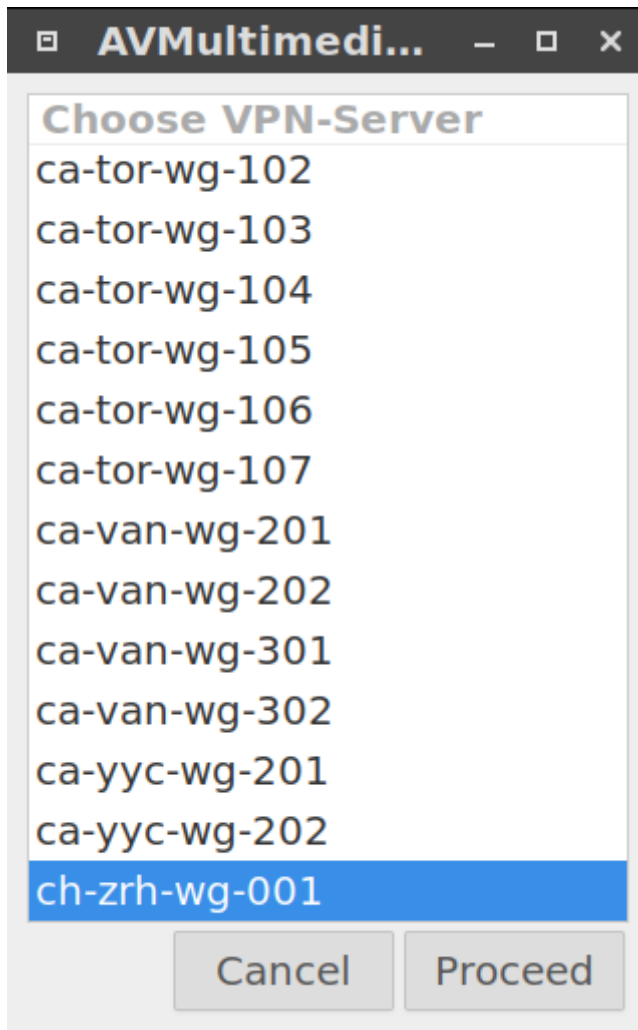 AVMultimedi...
Choose VPN-Server
ca-tor-wg-102
ca-tor-wg-103
ca-tor-wg-104
ca-tor-wg-105
ca-tor-wg-106
ca-tor-wg-107
ca-van-wg-201
ca-van-wg-202
ca-van-wg-301
ca-van-wg-302
ca-yyc-wg-201
ca-yyc-wg-202
ch-zrh-wg-001
Cancel Proceed